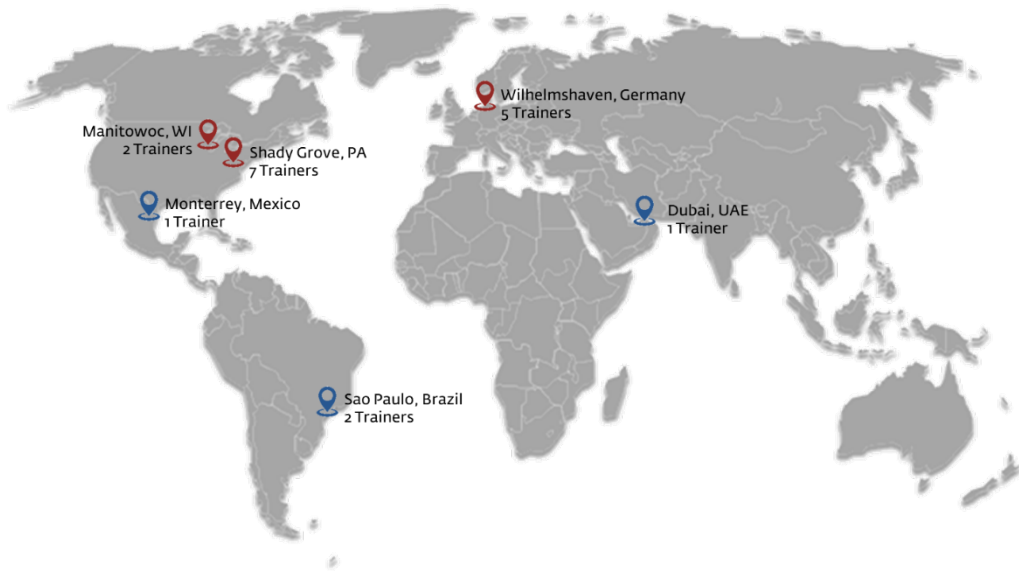 Wilhelmshaven, Germany
5 Trainers
Manitowoc, WI
2 Trainers
Shady Grove, PA
7 Trainers
Monterrey, Mexico
1 Trainer
Dubai, UAE
1 Trainer
Sao Paulo, Brazil
2 Trainers